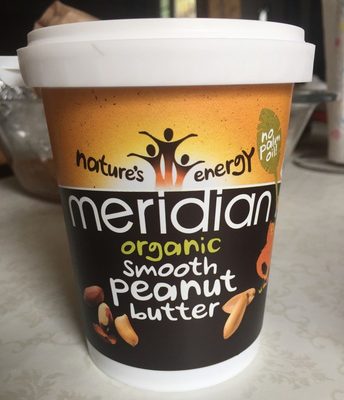 nature's energy
no
palm
oil!
meridian
organic
smooth
peanut
butter